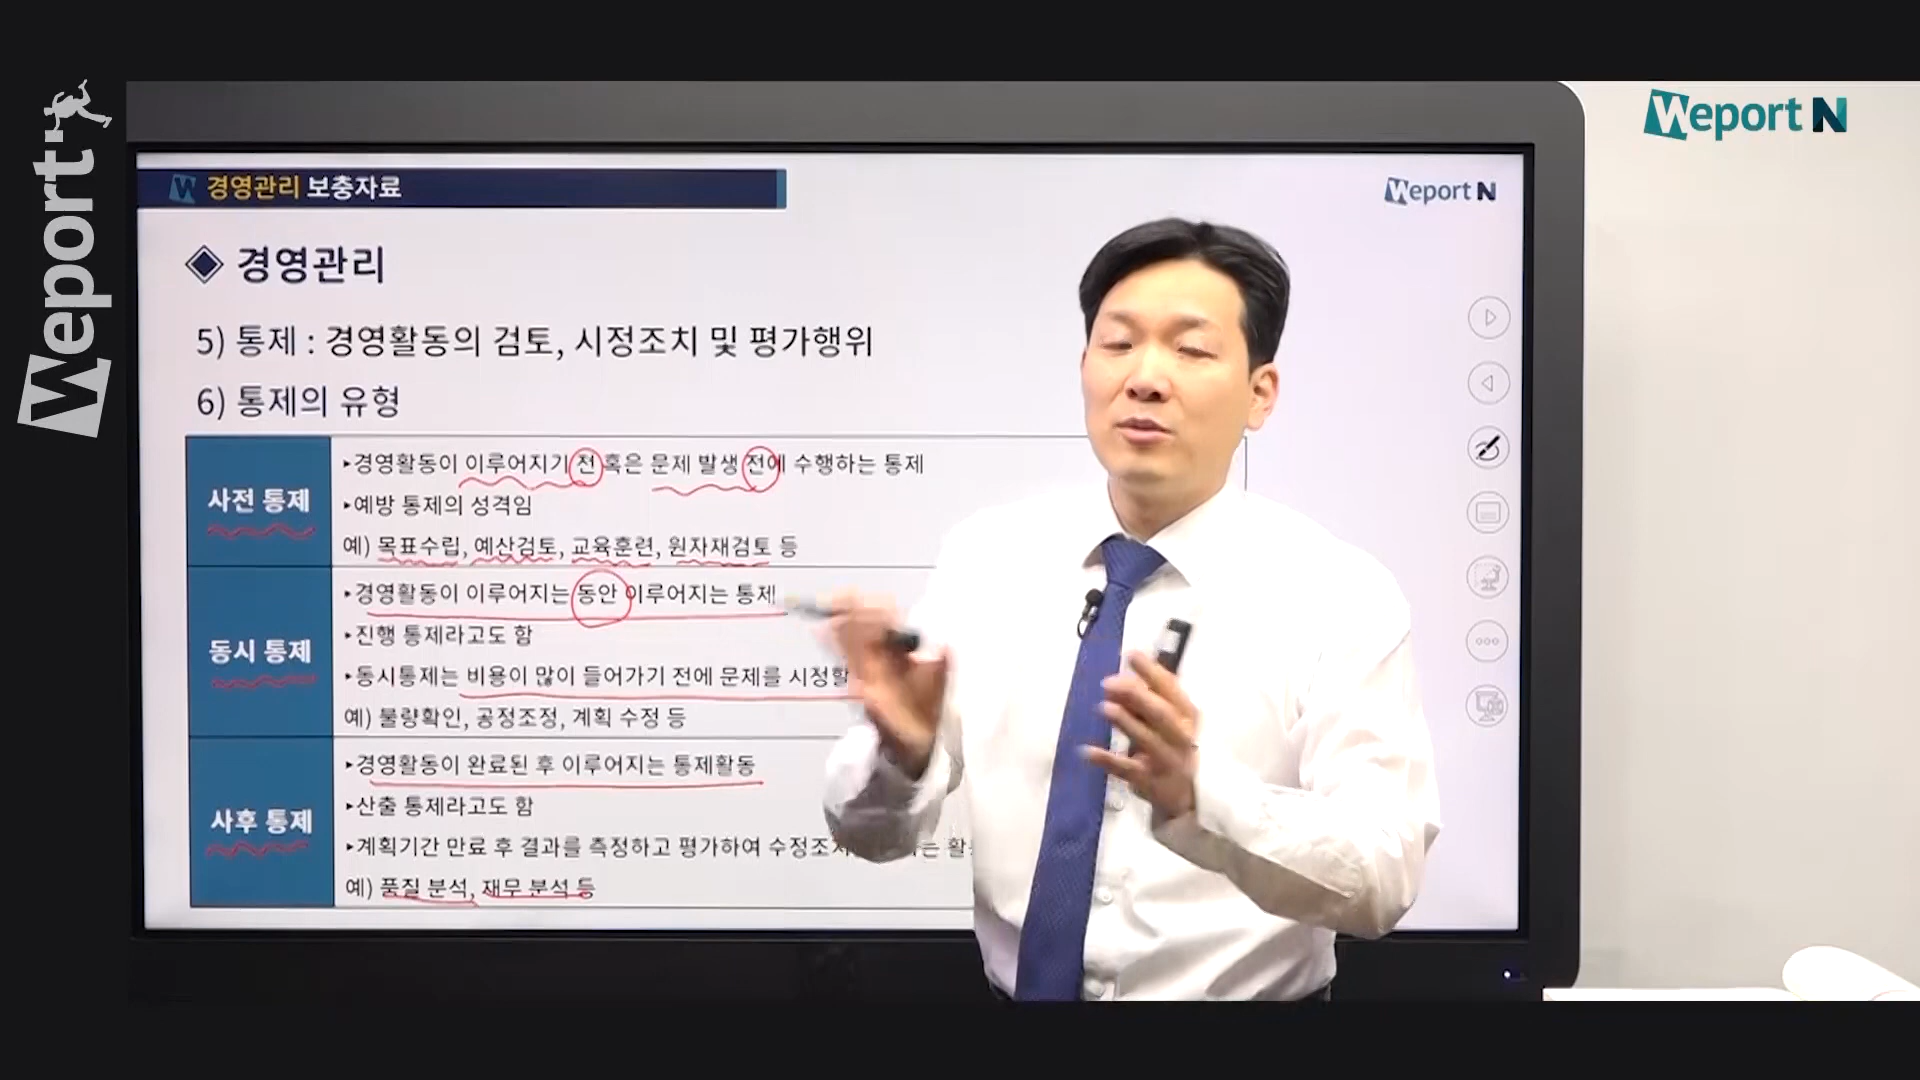 Weport's
Weport N
W 경영관리 보충자료
Weport N
경영관리
5) 통제 : 경영활동의 검토, 시정조치 및 평가행위
6) 통제의 유형
사전 통제
▸경영활동이 이루어지기 전 혹은 문제 발생 전에 수행하는 통제
▸예방 통제의 성격임
예) 목표수립, 예산검토, 교육훈련, 원자재검토 등
동시 통제
▸경영활동이 이루어지는 동안 이루어지는 통제
▸진행 통제라고도 함
▸동시통제는 비용이 많이 들어가기 전에 문제를 시정할
예) 불량확인, 공정조정, 계획 수정 등
사후 통제
▸경영활동이 완료된 후 이루어지는 통제활동
▸산출 통제라고도 함
▸계획기간 만료 후 결과를 측정하고 평가하여
예) 품질 분석, 재무 분석 등